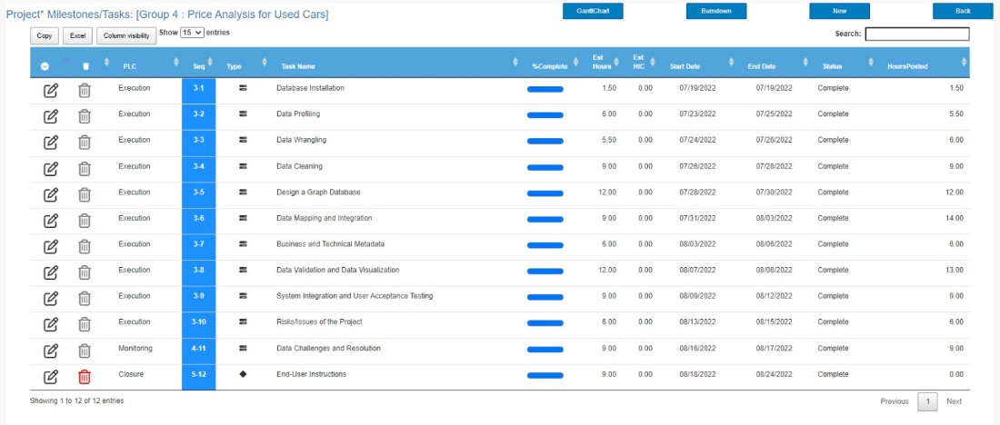 Project* Milestones/Tasks: [Group 4 : Price Analysis for Used Cars]
GanttChart Burndown New Back
Copy Excel Column visibility Show 15 entries Search:
PLC Seq Type Task Name %Complete Est Hours Est HIC Start Date End Date Status HoursPosted
Execution 3-1 Database Installation 1.50 0.00 07/19/2022 07/19/2022 Complete 1.50
Execution 3-2 Data Profiling 6.00 0.00 07/23/2022 07/25/2022 Complete 5.50
Execution 3-3 Data Wrangling 5.50 0.00 07/24/2022 07/26/2022 Complete 6.00
Execution 3-4 Data Cleaning 9.00 0.00 07/26/2022 07/28/2022 Complete 9.00
Execution 3-5 Design a Graph Database 12.00 0.00 07/28/2022 07/30/2022 Complete 12.00
Execution 3-6 Data Mapping and Integration 9.00 0.00 07/31/2022 08/03/2022 Complete 14.00
Execution 3-7 Business and Technical Metadata 6.00 0.00 08/03/2022 08/06/2022 Complete 6.00
Execution 3-8 Data Validation and Data Visualization 12.00 0.00 08/07/2022 08/08/2022 Complete 13.00
Execution 3-9 System Integration and User Acceptance Testing 9.00 0.00 08/09/2022 08/12/2022 Complete 9.00
Execution 3-10 Risks/Issues of the Project 6.00 0.00 08/13/2022 08/15/2022 Complete 6.00
Monitoring 4-11 Data Challenges and Resolution 9.00 0.00 08/16/2022 08/17/2022 Complete 9.00
Closure 5-12 End-User Instructions 9.00 0.00 08/18/2022 08/24/2022 Complete 0.00
Showing 1 to 12 of 12 entries Previous 1 Next